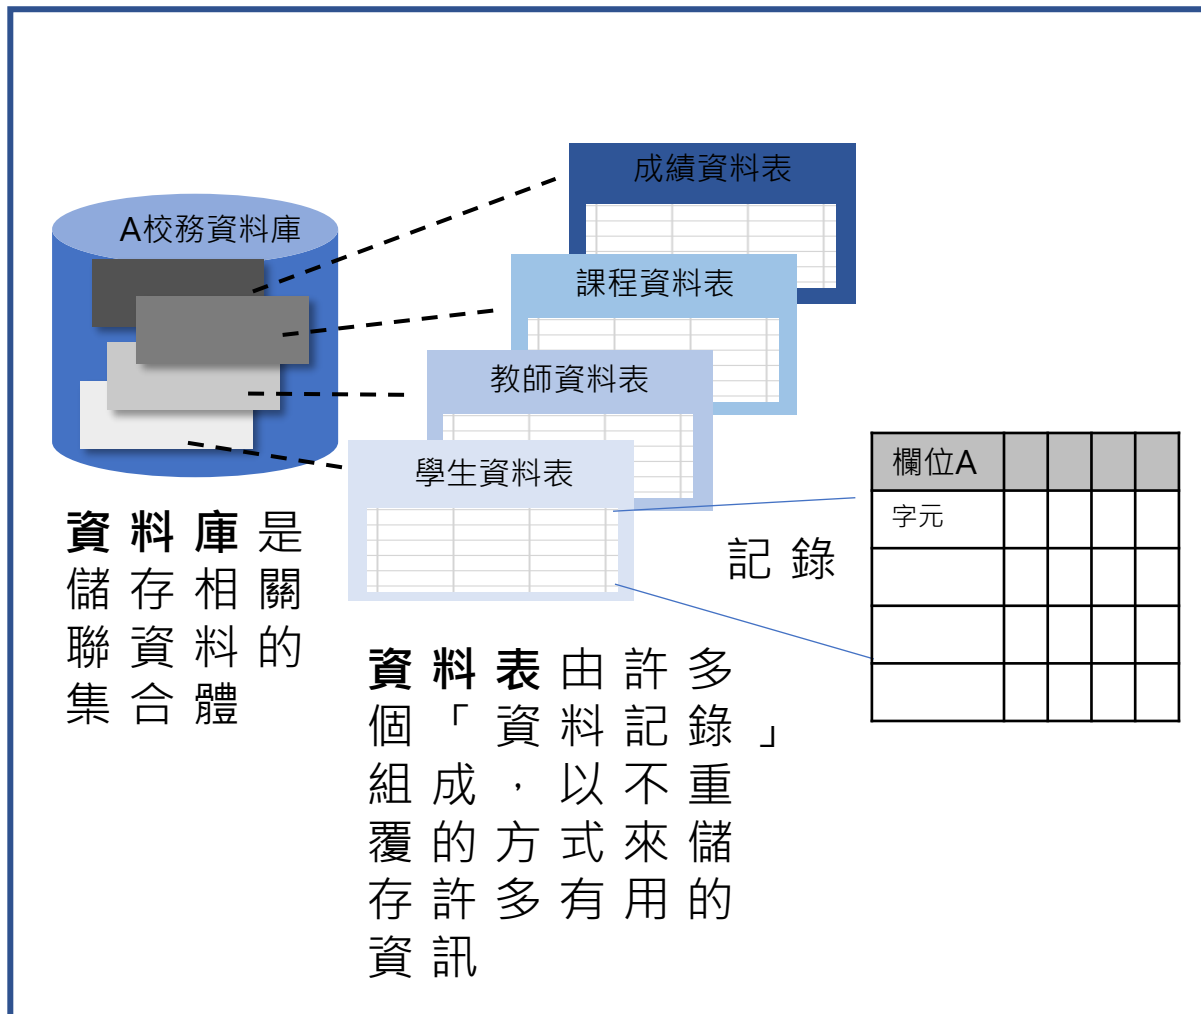 成績資料表
A校務資料庫
課程資料表
教師資料表
學生資料表
欄位A
字元
記錄
資料庫是
儲存相關
聯資料的
集合體
資料表由許多
個「資料記錄」
組成，以不重
覆的方式來儲
存許多有用的
資訊